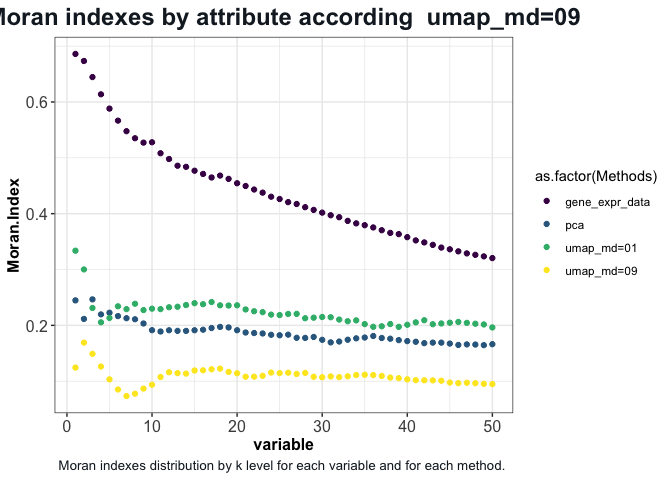 Moran indexes by attribute according umap_md=09
Moran.Index
0.6
0.4
0.2
0
10
20
30
40
50
variable
Moran indexes distribution by k level for each variable and for each method.
as.factor(Methods)
gene_expr_data
pca
umap_md=01
umap_md=09